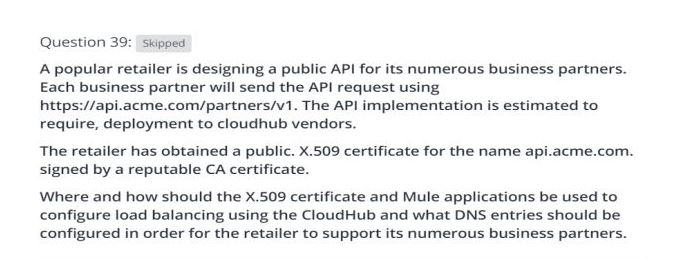 Question 39: Skipped
A popular retailer is designing a public API for its numerous business partners.
Each business partner will send the API request using
https://api.acme.com/partners/v1. The API implementation is estimated to
require, deployment to cloudhub vendors.
The retailer has obtained a public. X.509 certificate for the name api.acme.com.
signed by a reputable CA certificate.
Where and how should the X.509 certificate and Mule applications be used to
configure load balancing using the CloudHub and what DNS entries should be
configured in order for the retailer to support its numerous business partners.